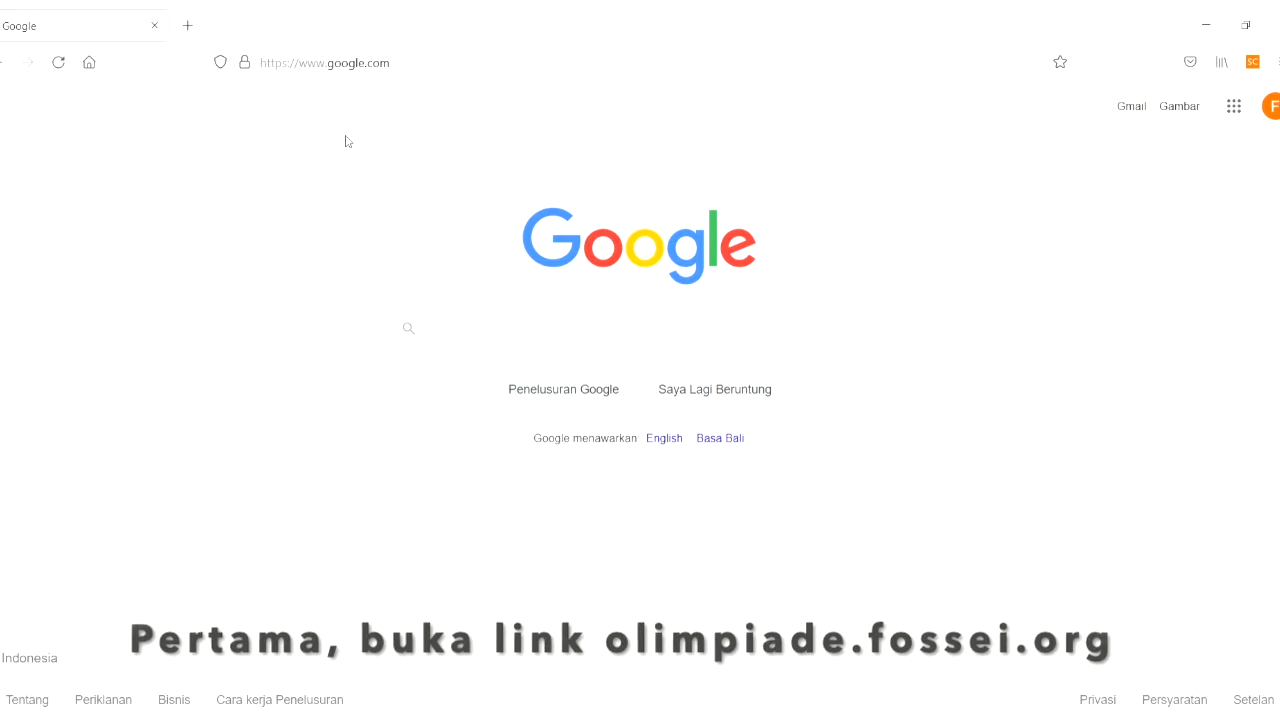 Google
https://www.google.com
SC
Gmail Gambar F
Google
Penelusuran Google Saya Lagi Beruntung
Google menawarkan English Basa Bali
Pertama, buka link olimpiade.fossei.org
Indonesia
Tentang Periklanan Bisnis Cara kerja Penelusuran Privasi Persyaratan Setelan